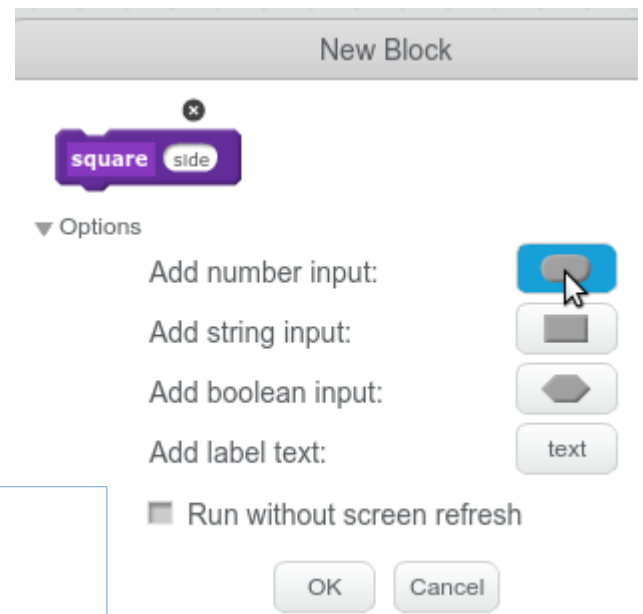 New Block
square side
Options
Add number input:
Add string input:
Add boolean input:
Add label text: text
Run without screen refresh
OK Cancel